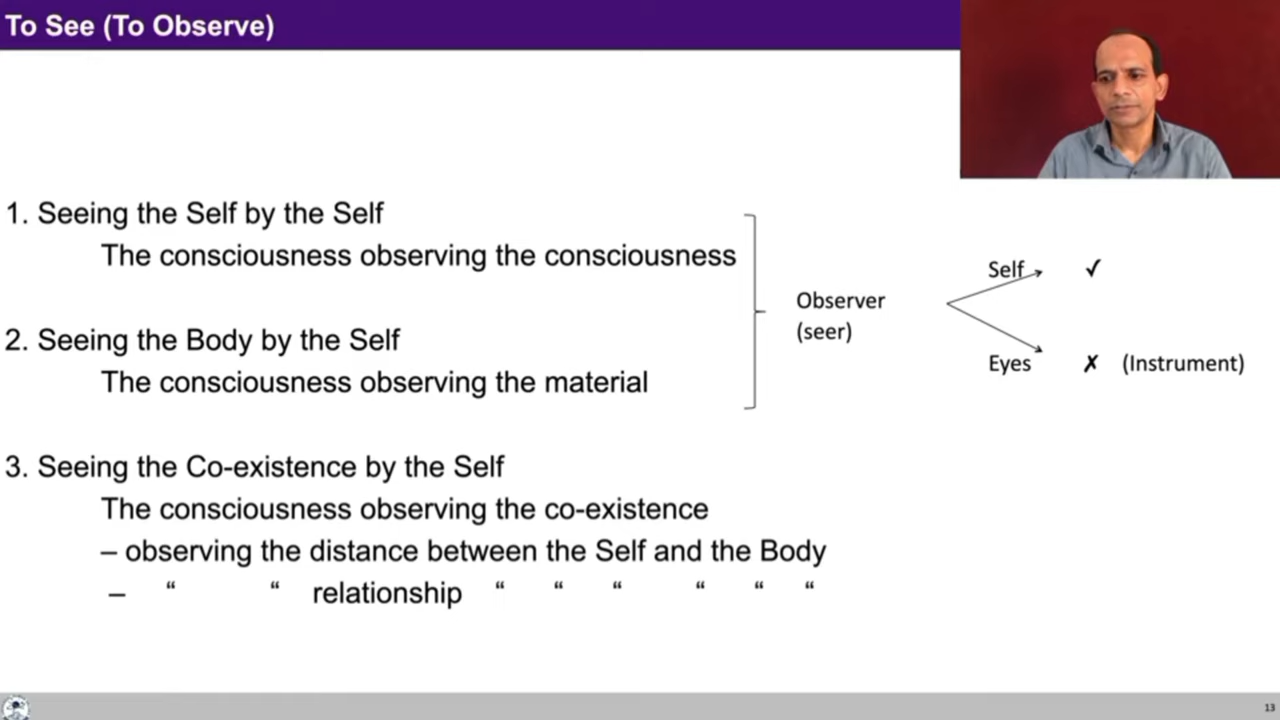 To See (To Observe)
1. Seeing the Self by the Self
The consciousness observing the consciousness
2. Seeing the Body by the Self
The consciousness observing the material
3. Seeing the Co-existence by the Self
The consciousness observing the co-existence
– observing the distance between the Self and the Body
– “ “ relationship “ “ “ “ “ “
Observer
(seer)
Self ✓
Eyes ✗ (Instrument)
13